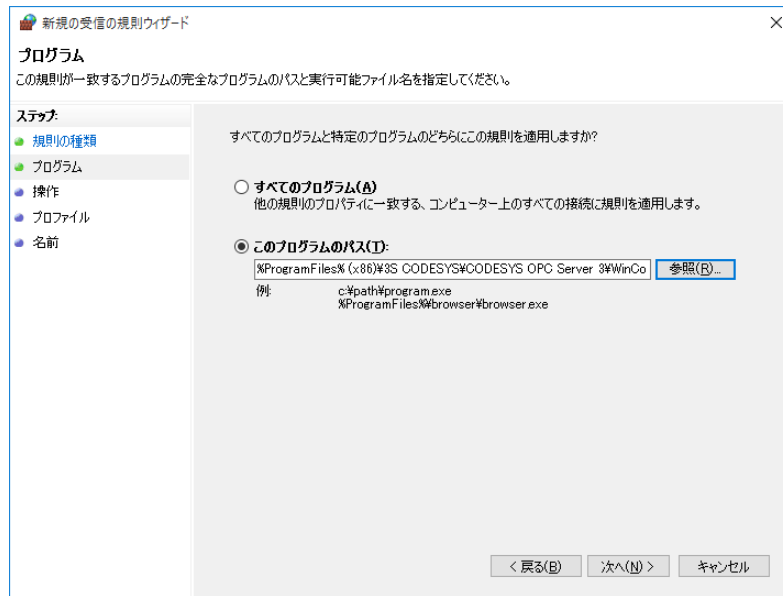 新規の受信の規則ウィザード
プログラム
この規則が一致するプログラムの完全なプログラムのパスと実行可能ファイル名を指定してください。
ステップ:
規則の種類
プログラム
操作
プロファイル
名前
すべてのプログラムと特定のプログラムのどちらにこの規則を適用しますか?
すべてのプログラム(A)
他の規則のプロパティに一致する、コンピューター上のすべての接続に規則を適用します。
このプログラムのパス(T):
%ProgramFiles% (x86)¥3S CODESYS¥CODESYS OPC Server 3¥WinCo
参照(R)...
例: c:¥path¥program.exe
%ProgramFiles%¥browser¥browser.exe
< 戻る(B)
次へ(N) >
キャンセル